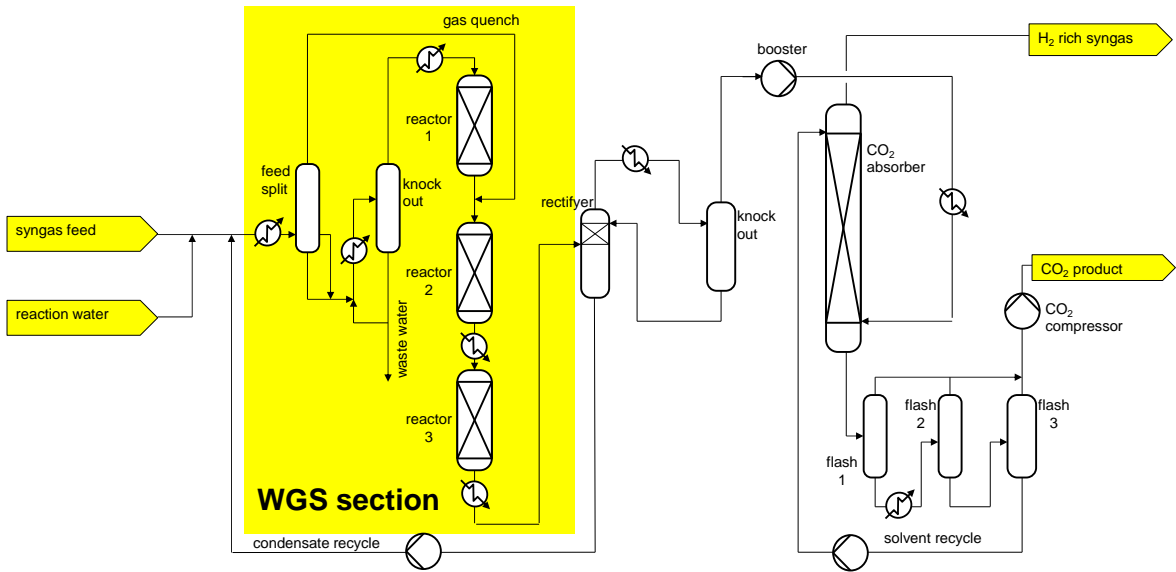 gas quench
H2 rich syngas
booster
reactor
1
CO2
absorber
feed
split
knock
out
rectifyer
knock
out
syngas feed
reactor
2
CO2 product
reaction water
CO2
compressor
waste water
reactor
3
flash
2
flash
3
flash
1
WGS section
condensate recycle
solvent recycle